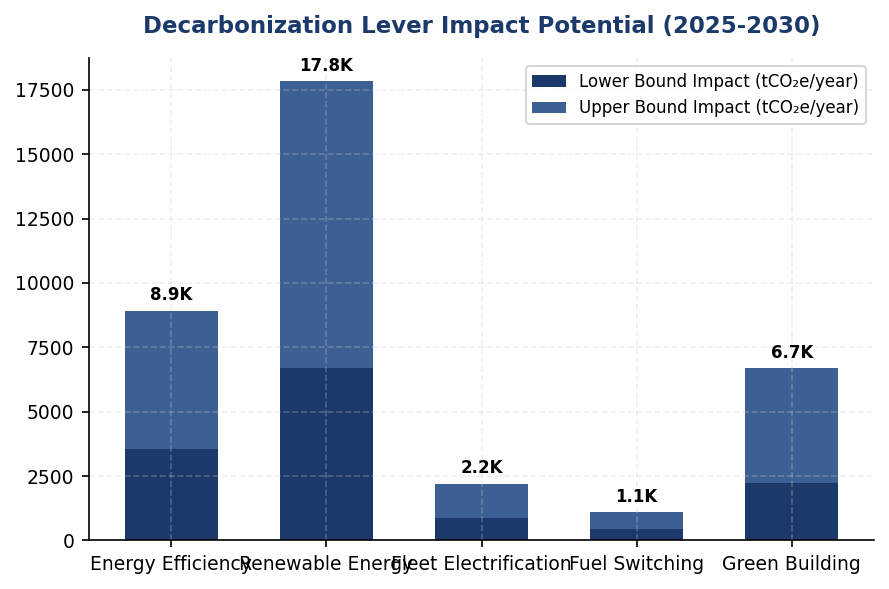 Decarbonization Lever Impact Potential (2025-2030)
Lower Bound Impact (tCO₂e/year)
Upper Bound Impact (tCO₂e/year)
17500
15000
12500
10000
7500
5000
2500
0
8.9K
17.8K
2.2K
1.1K
6.7K
Energy Efficiency
Renewable Energy
Fleet Electrification
Fuel Switching
Green Building